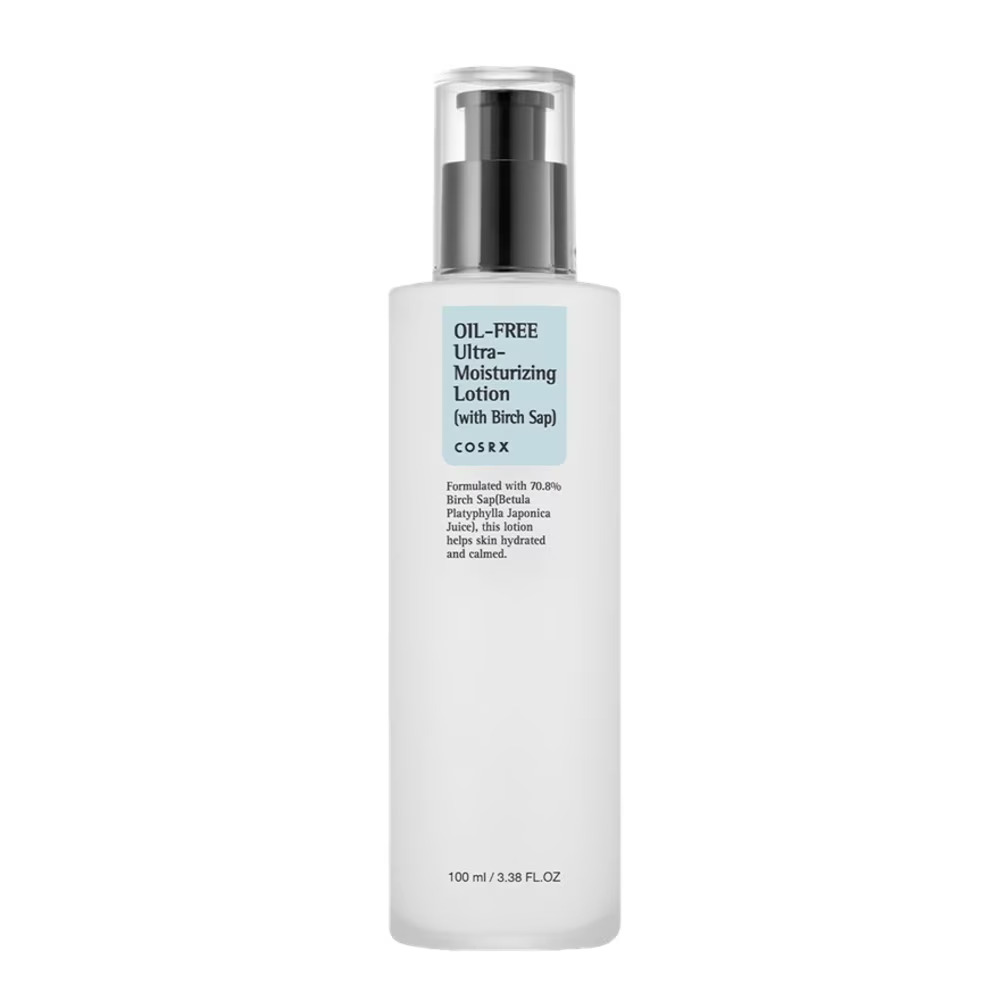 OIL-FREE
Ultra-
Moisturizing
Lotion
(with Birch Sap)
COSRX
Formulated with 70.8%
Birch Sap(Betula
Platyphylla Japonica
Juice), this lotion
helps skin hydrated
and calmed.
100 ml / 3.38 FL.OZ